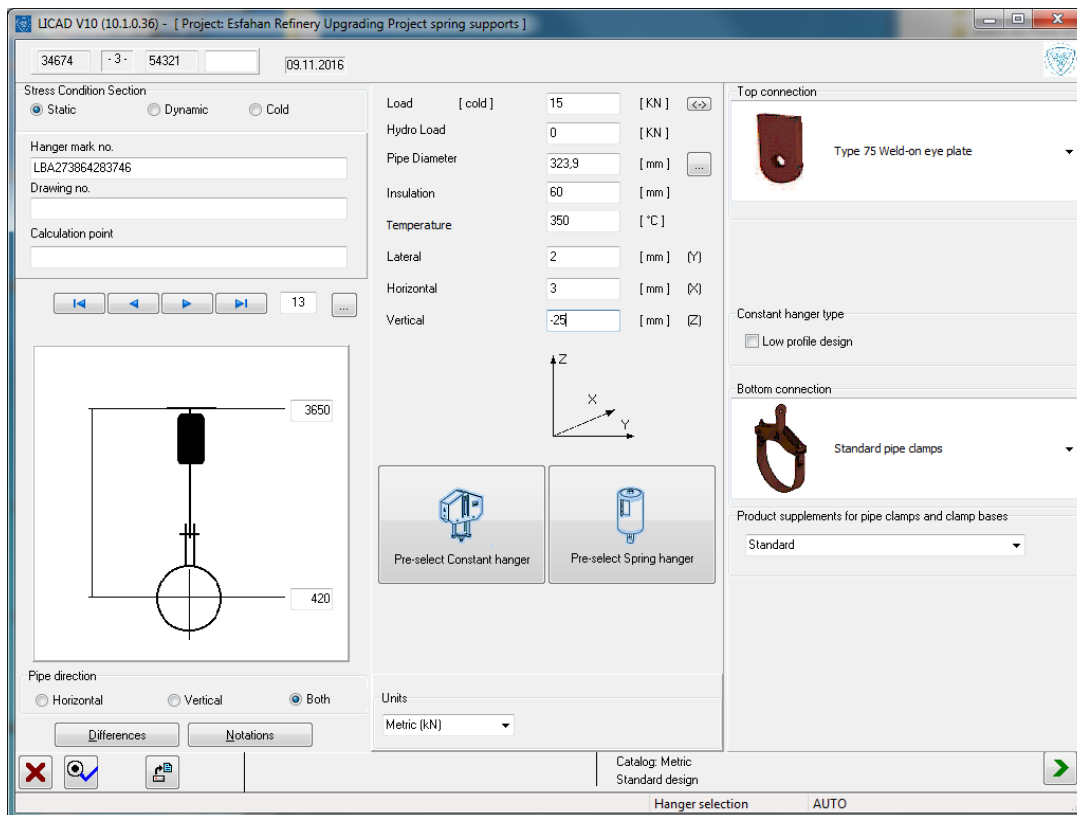 LICAD V10 (10.1.0.36) - [ Project: Esfahan Refinery Upgrading Project spring supports ]
34674 - 3 - 54321 09.11.2016
Stress Condition Section
Static Dynamic Cold
Hanger mark no.
LBA273864283746
Drawing no.
Calculation point
13 ...
3650
420
Pipe direction
Horizontal Vertical Both
Differences Notations
Load [ cold ] 15 [ KN ] <->
Hydro Load 0 [ KN ]
Pipe Diameter 323,9 [ mm ] ...
Insulation 60 [ mm ]
Temperature 350 [ °C ]
Lateral 2 [ mm ] (Y)
Horizontal 3 [ mm ] (X)
Vertical -25 [ mm ] (Z)
Z
X
Y
Pre-select Constant hanger Pre-select Spring hanger
Units
Metric (kN)
Top connection
Type 75 Weld-on eye plate
Constant hanger type
Low profile design
Bottom connection
Standard pipe clamps
Product supplements for pipe clamps and clamp bases
Standard
Catalog: Metric
Standard design
Hanger selection AUTO